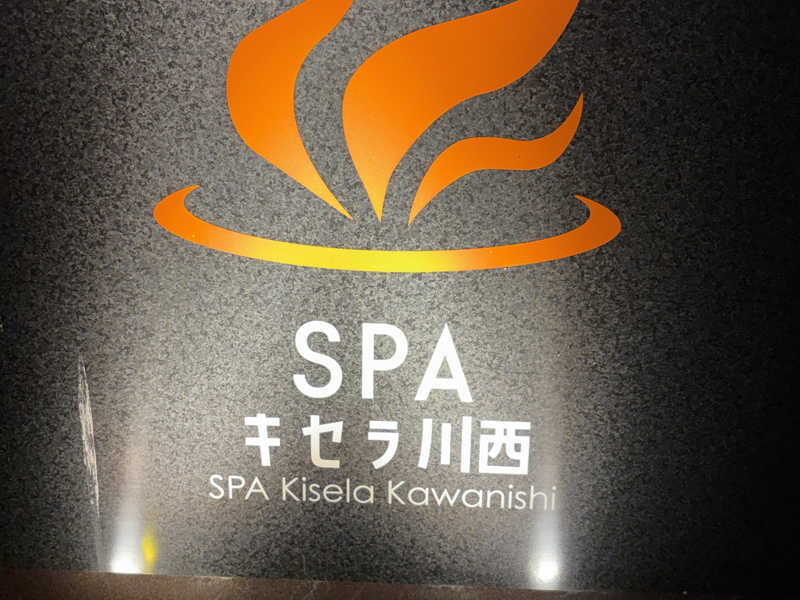 SPA
キセラ川西
SPA Kisela Kawanishi